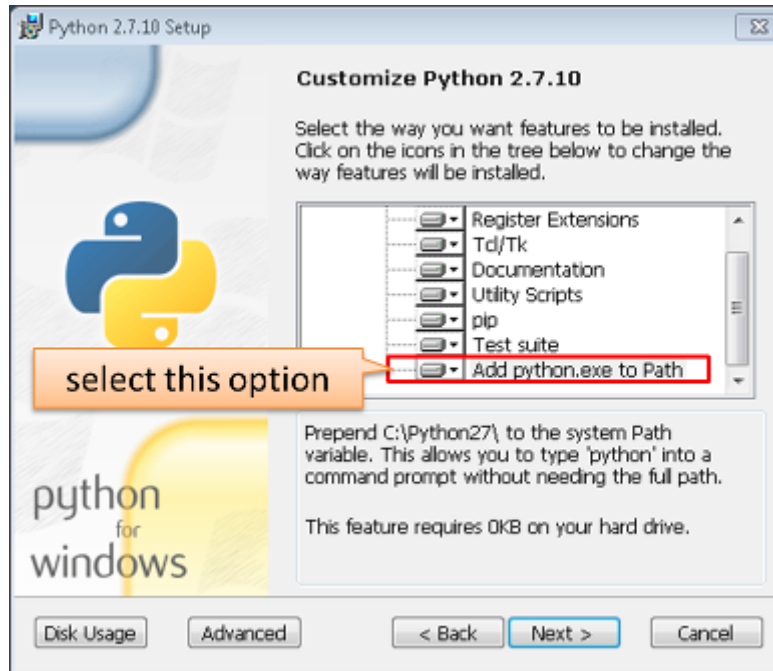 Python 2.7.10 Setup
Customize Python 2.7.10
Select the way you want features to be installed.
Click on the icons in the tree below to change the
way features will be installed.
Register Extensions
Tcl/Tk
Documentation
Utility Scripts
pip
Test suite
Add python.exe to Path
select this option
Prepend C:\Python27\ to the system Path
variable. This allows you to type 'python' into a
command prompt without needing the full path.
This feature requires 0KB on your hard drive.
python
for
windows
Disk Usage
Advanced
< Back
Next >
Cancel